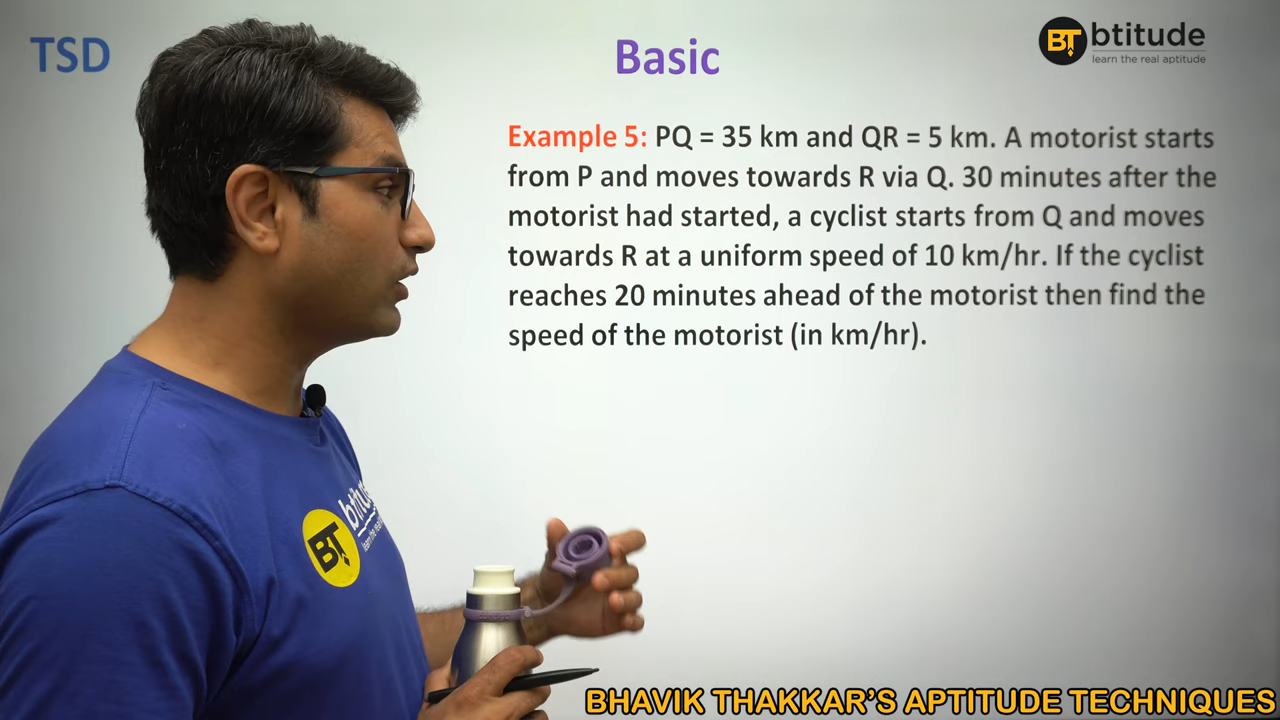 TSD
Basic
BT btitude
learn the real aptitude
Example 5: PQ = 35 km and QR = 5 km. A motorist starts
from P and moves towards R via Q. 30 minutes after the
motorist had started, a cyclist starts from Q and moves
towards R at a uniform speed of 10 km/hr. If the cyclist
reaches 20 minutes ahead of the motorist then find the
speed of the motorist (in km/hr).
BT
BHAVIK THAKKAR'S APTITUDE TECHNIQUES